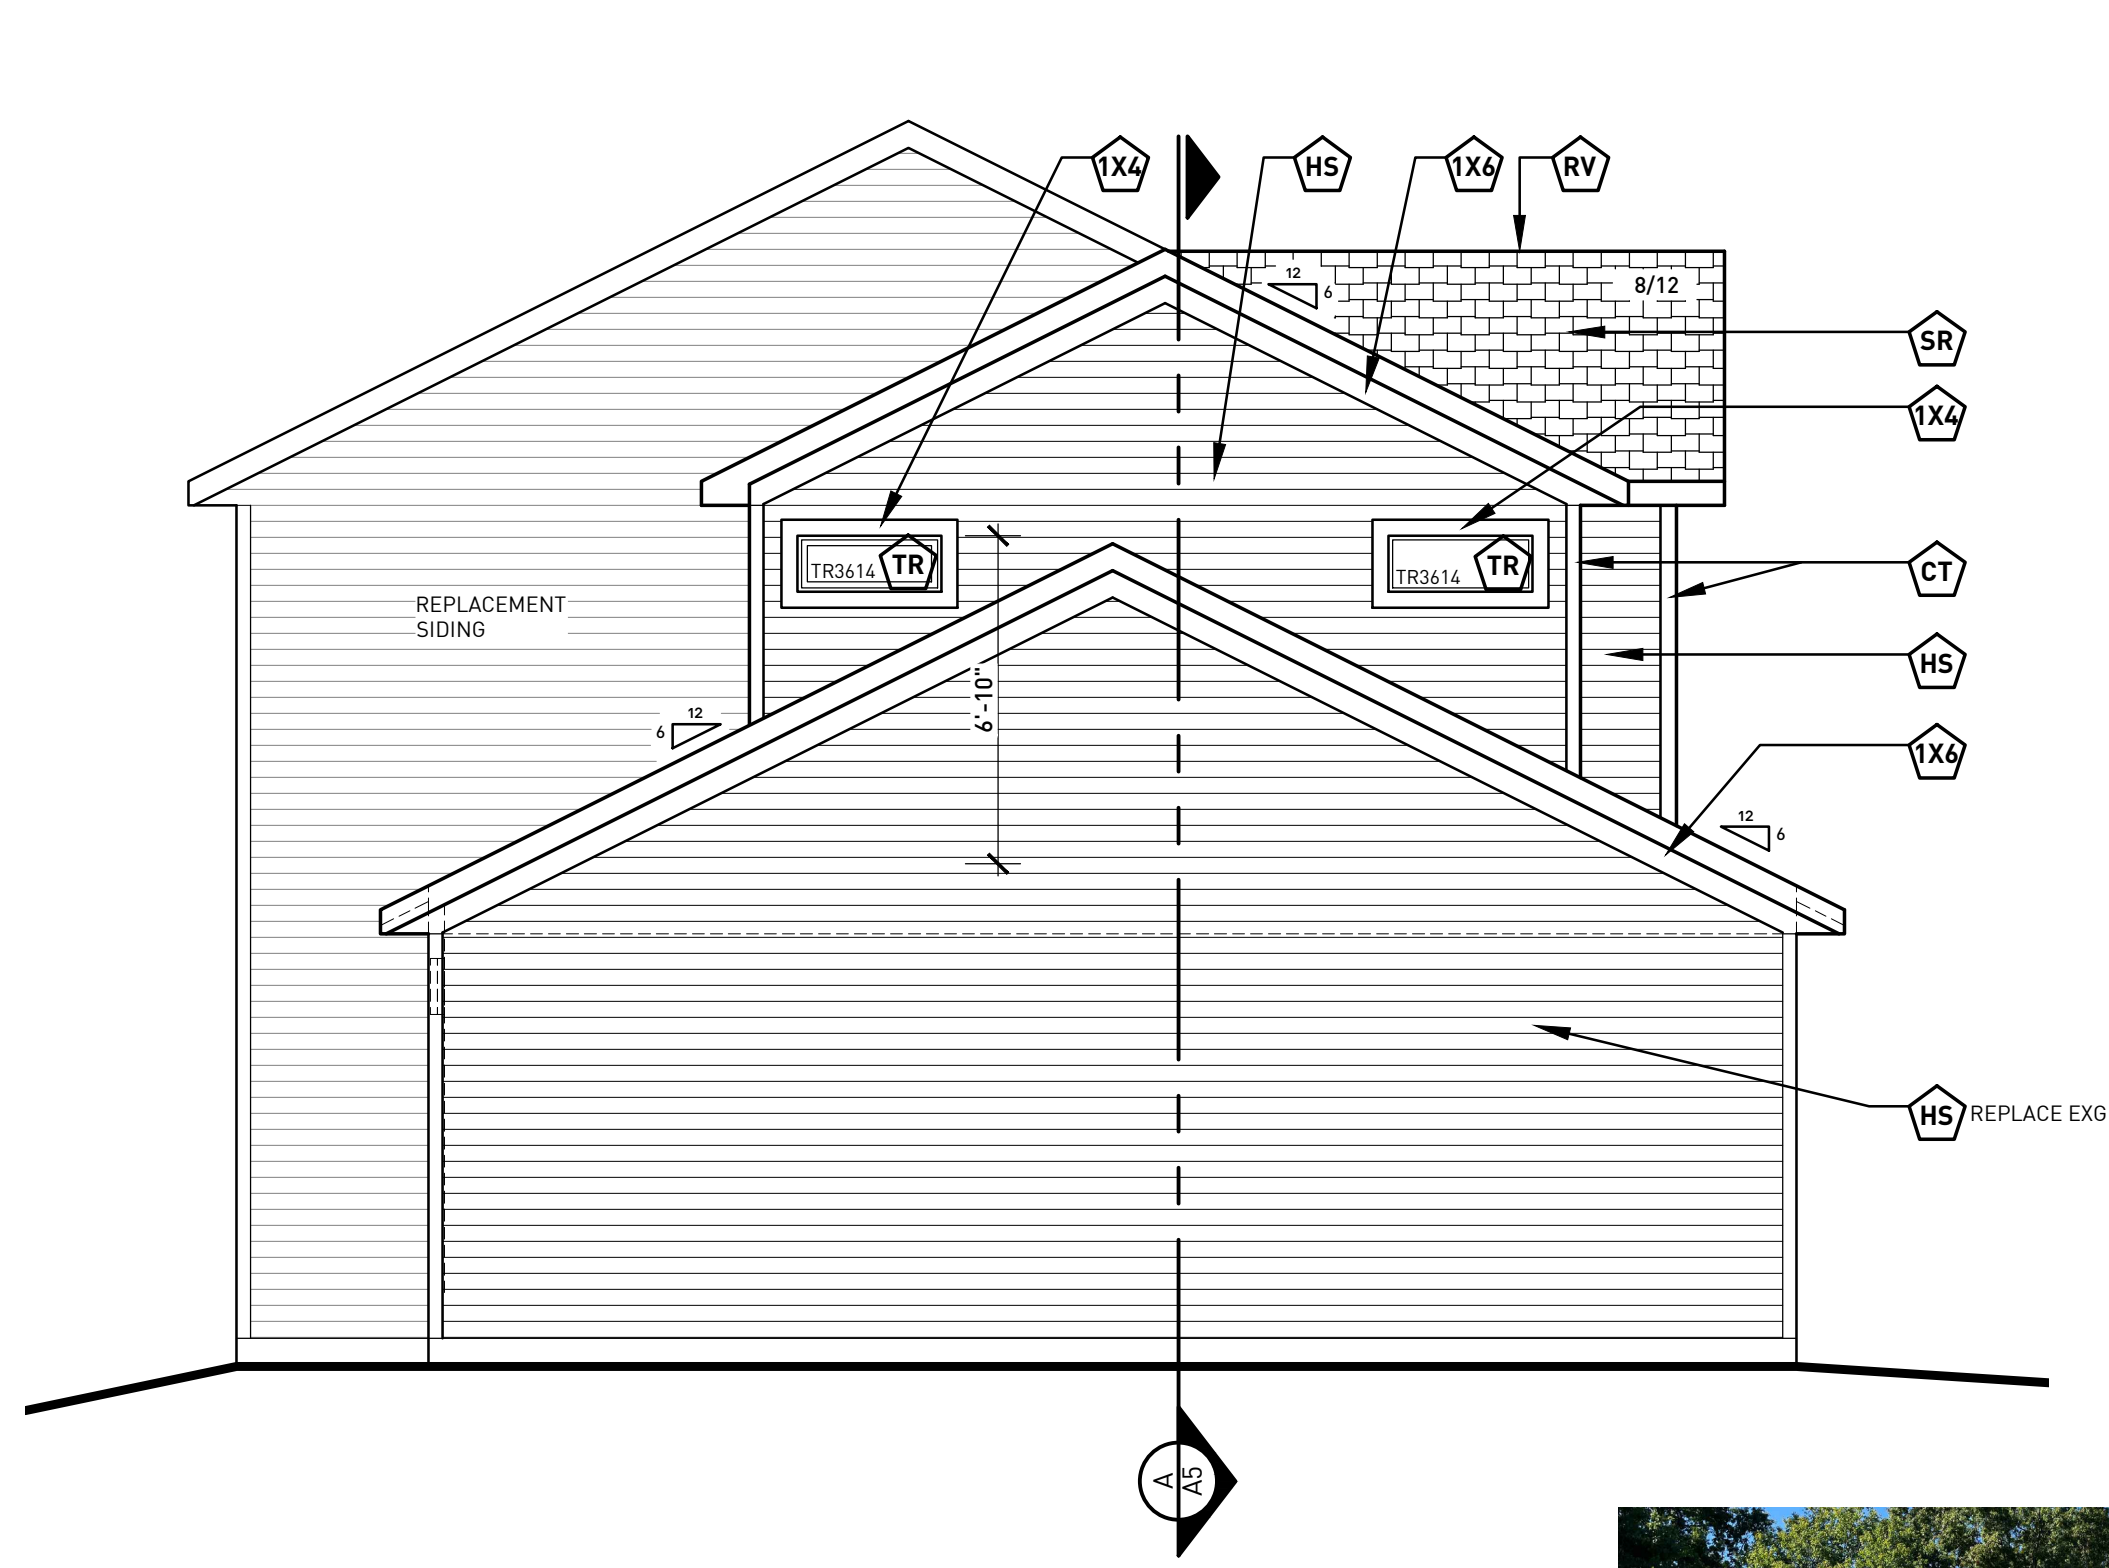 1X4
HS
1X6
RV
12
6
8/12
SR
1X4
TR3614
TR
TR3614
TR
CT
REPLACEMENT
SIDING
HS
6'-10"
12
6
1X6
12
6
HS REPLACE EXG
A
A5